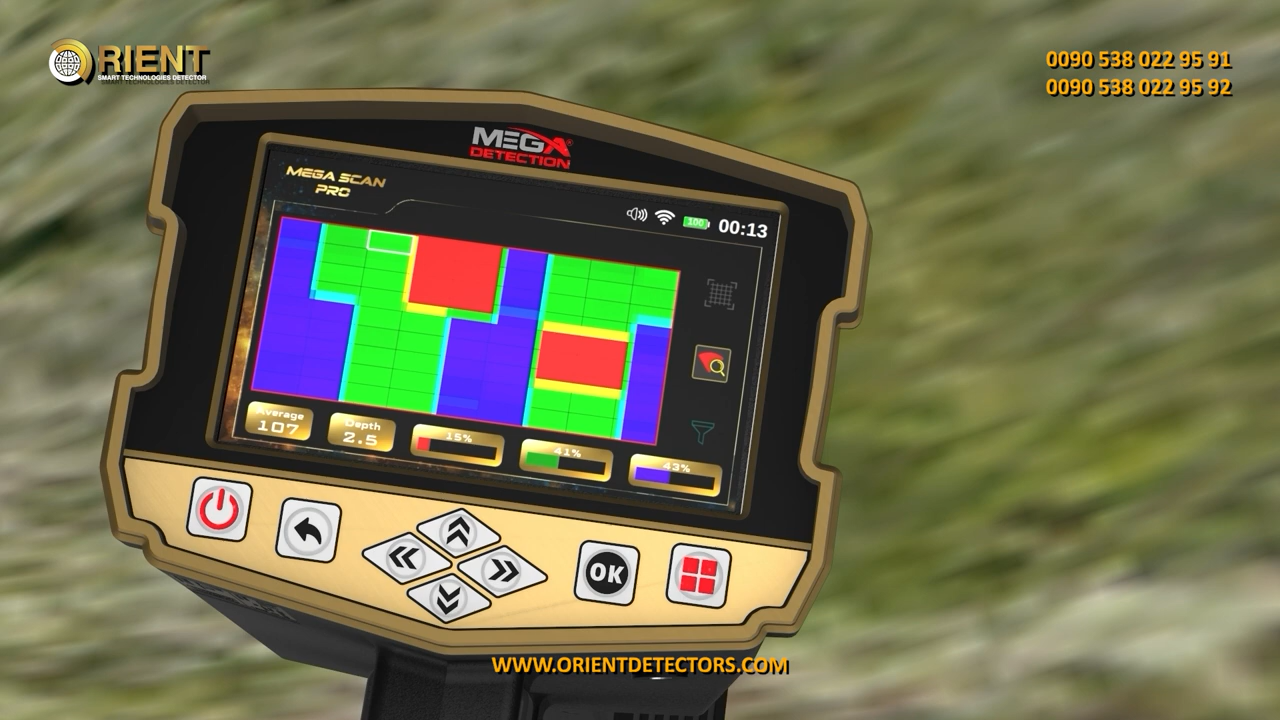 ORIENT
SMART TECHNOLOGIES DETECTOR
0090 538 022 95 91
0090 538 022 95 92
MEGA
DETECTION
MEGA SCAN
PRO
100
00:13
Average
107
Depth
2.5
15%
41%
43%
OK
WWW.ORIENTDETECTORS.COM